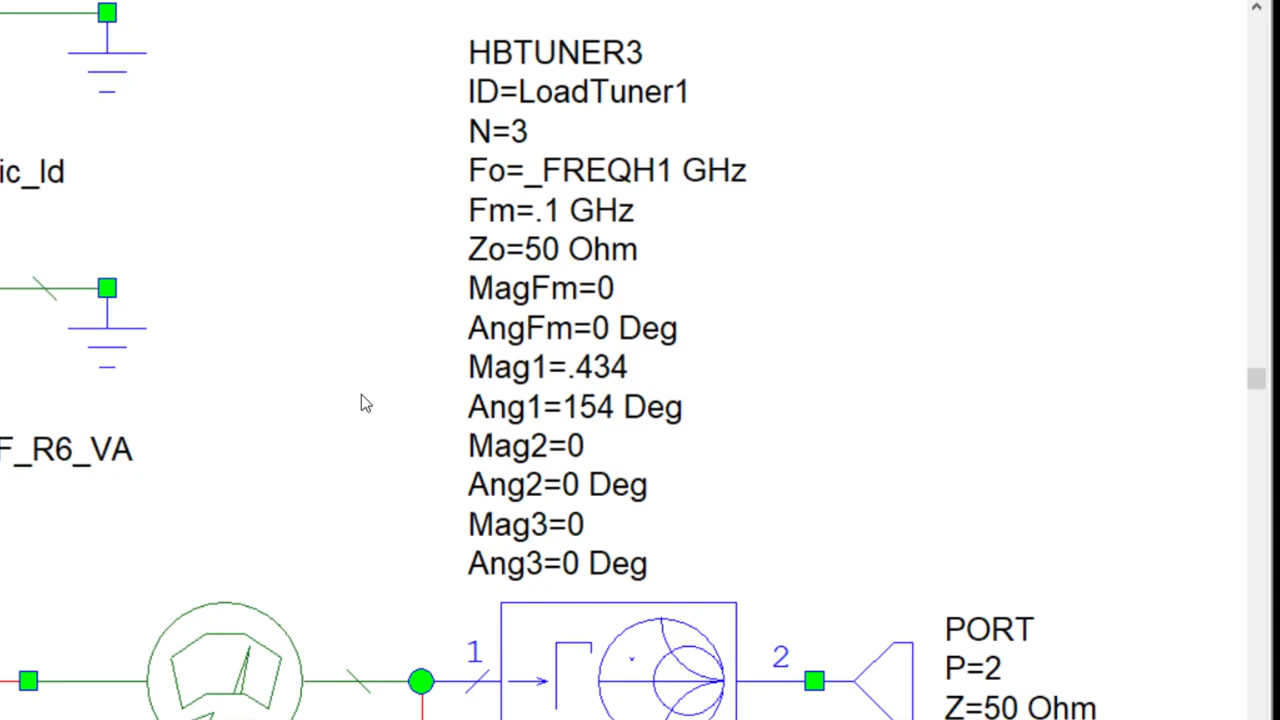 HBTUNER3
ID=LoadTuner1
N=3
Fo=_FREQH1 GHz
ic_Id
Fm=.1 GHz
Zo=50 Ohm
MagFm=0
AngFm=0 Deg
Mag1=.434
Ang1=154 Deg
Mag2=0
F_R6_VA
Ang2=0 Deg
Mag3=0
Ang3=0 Deg
1
2
PORT
P=2
Z=50 Ohm